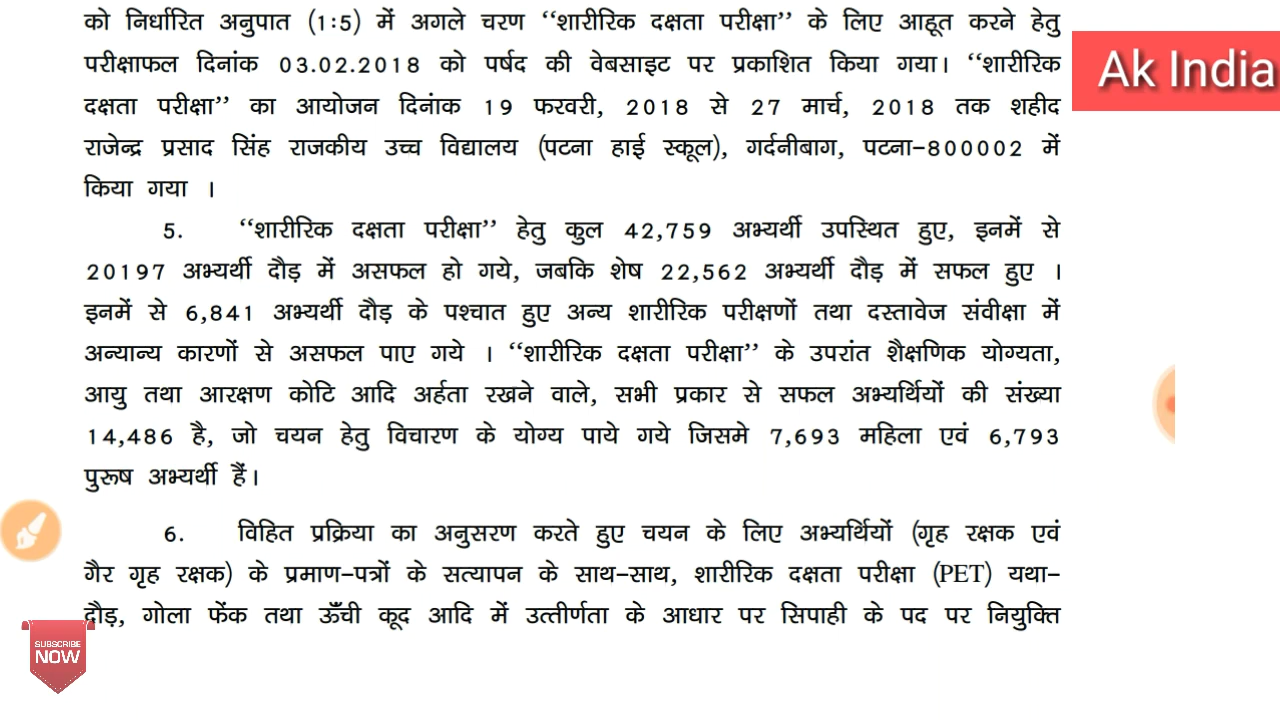 को निर्धारित अनुपात (1:5) में अगले चरण ‘‘शारीरिक दक्षता परीक्षा’’ के लिए आहूत करने हेतु
परीक्षाफल दिनांक 03.02.2018 को पर्षद की वेबसाइट पर प्रकाशित किया गया। ‘‘शारीरिक
दक्षता परीक्षा’’ का आयोजन दिनांक 19 फरवरी, 2018 से 27 मार्च, 2018 तक शहीद
राजेन्द्र प्रसाद सिंह राजकीय उच्च विद्यालय (पटना हाई स्कूल), गर्दनीबाग, पटना-800002 में
किया गया ।
5. ‘‘शारीरिक दक्षता परीक्षा’’ हेतु कुल 42,759 अभ्यर्थी उपस्थित हुए, इनमें से
20197 अभ्यर्थी दौड़ में असफल हो गये, जबकि शेष 22,562 अभ्यर्थी दौड़ में सफल हुए ।
इनमें से 6,841 अभ्यर्थी दौड़ के पश्चात हुए अन्य शारीरिक परीक्षणों तथा दस्तावेज संवीक्षा में
अन्यान्य कारणों से असफल पाए गये । ‘‘शारीरिक दक्षता परीक्षा’’ के उपरांत शैक्षणिक योग्यता,
आयु तथा आरक्षण कोटि आदि अर्हता रखने वाले, सभी प्रकार से सफल अभ्यर्थियों की संख्या
14,486 है, जो चयन हेतु विचारण के योग्य पाये गये जिसमे 7,693 महिला एवं 6,793
पुरूष अभ्यर्थी हैं।
6. विहित प्रक्रिया का अनुसरण करते हुए चयन के लिए अभ्यर्थियों (गृह रक्षक एवं
गैर गृह रक्षक) के प्रमाण-पत्रों के सत्यापन के साथ-साथ, शारीरिक दक्षता परीक्षा (PET) यथा-
दौड़, गोला फेंक तथा ऊँची कूद आदि में उत्तीर्णता के आधार पर सिपाही के पद पर नियुक्ति
Ak India
SUBSCRIBE
NOW